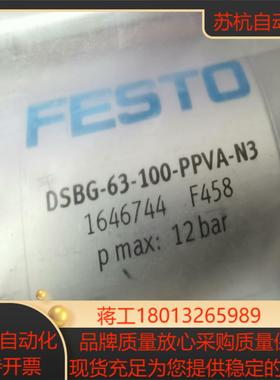 苏杭自动
FESTO
DSBG-63-100-PPVA-N3
1646744 F458
p max: 12 bar
蒋工18013265989
自动化
品牌质量放心采购质量保
开票
现货充足为您提供稳定的